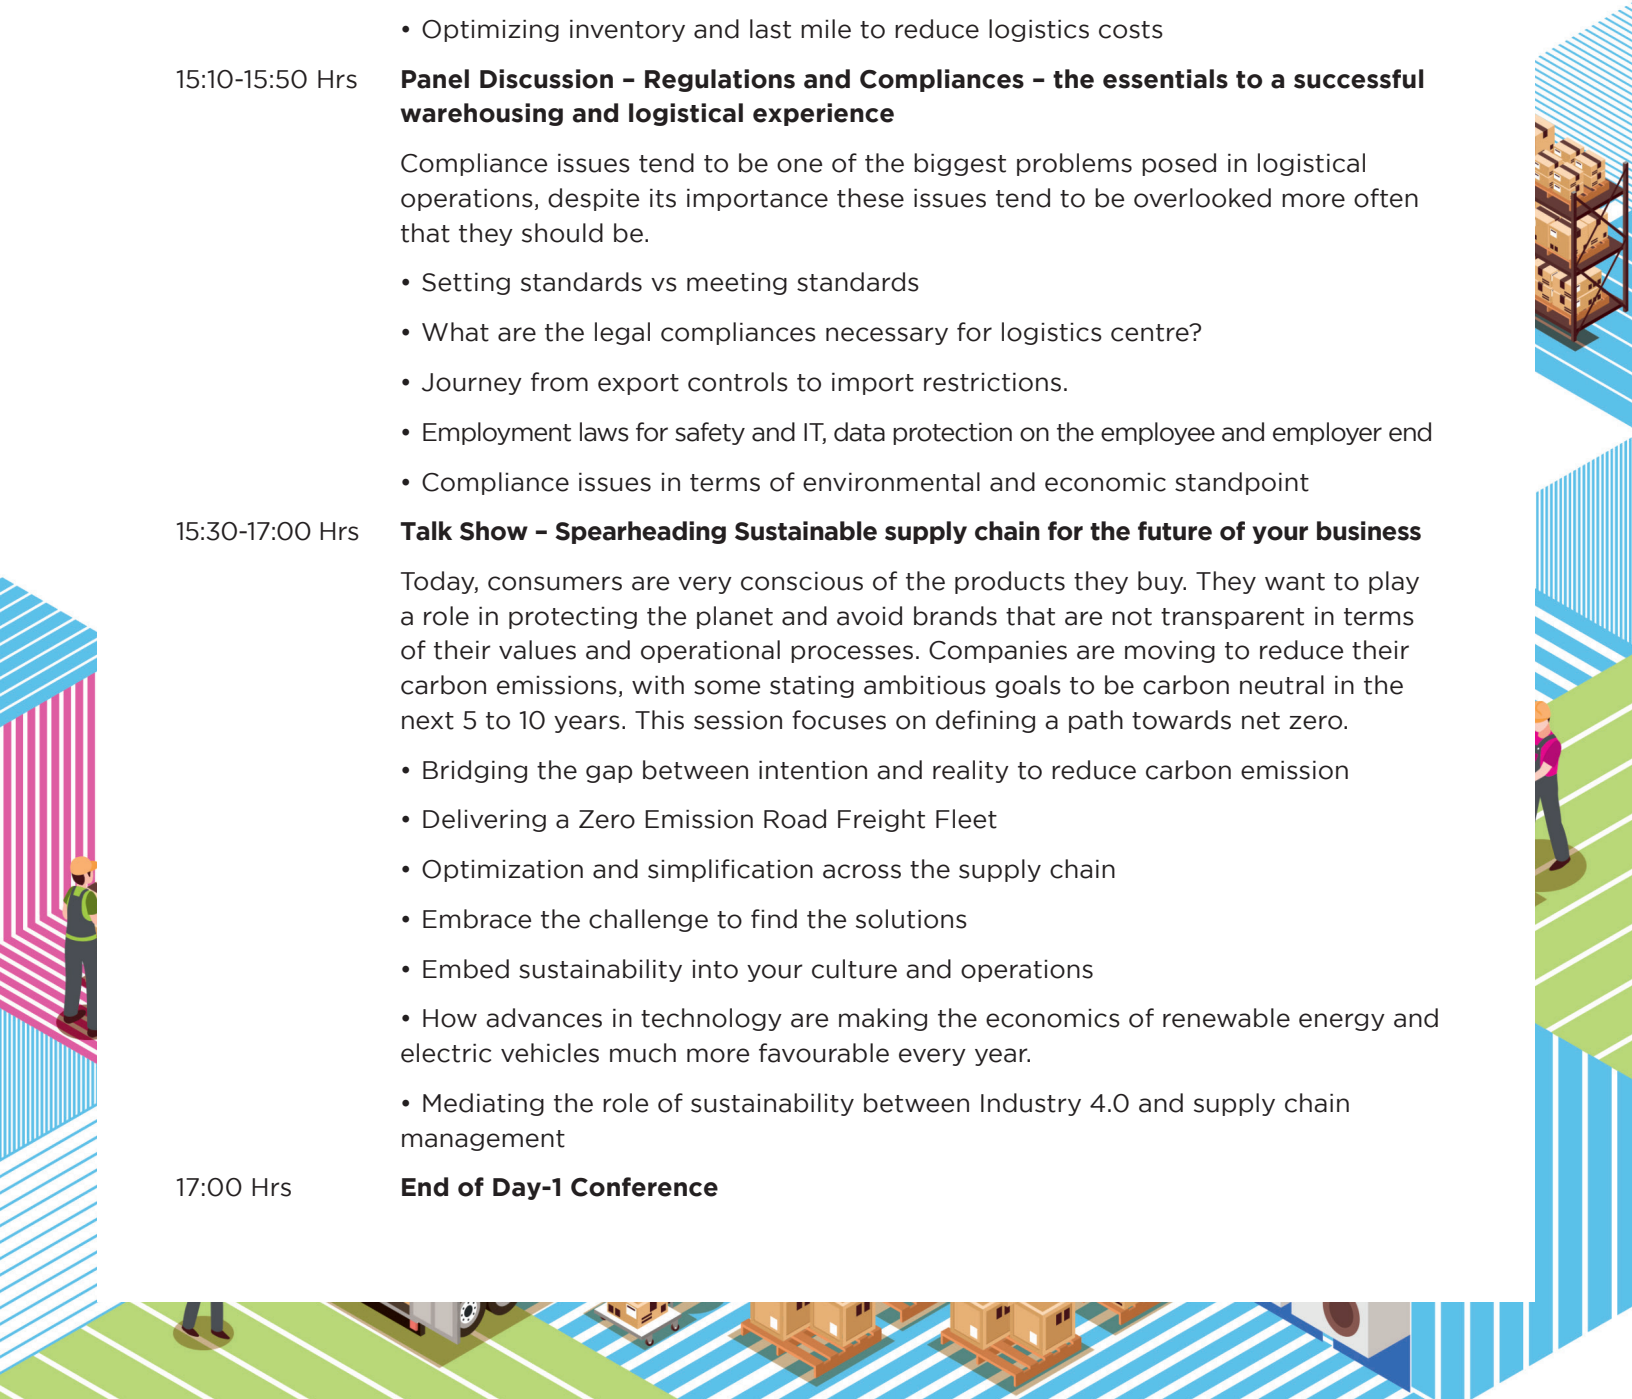 • Optimizing inventory and last mile to reduce logistics costs
15:10-15:50 Hrs Panel Discussion – Regulations and Compliances – the essentials to a successful
warehousing and logistical experience
Compliance issues tend to be one of the biggest problems posed in logistical
operations, despite its importance these issues tend to be overlooked more often
that they should be.
• Setting standards vs meeting standards
• What are the legal compliances necessary for logistics centre?
• Journey from export controls to import restrictions.
• Employment laws for safety and IT, data protection on the employee and employer end
• Compliance issues in terms of environmental and economic standpoint
15:30-17:00 Hrs Talk Show – Spearheading Sustainable supply chain for the future of your business
Today, consumers are very conscious of the products they buy. They want to play
a role in protecting the planet and avoid brands that are not transparent in terms
of their values and operational processes. Companies are moving to reduce their
carbon emissions, with some stating ambitious goals to be carbon neutral in the
next 5 to 10 years. This session focuses on defining a path towards net zero.
• Bridging the gap between intention and reality to reduce carbon emission
• Delivering a Zero Emission Road Freight Fleet
• Optimization and simplification across the supply chain
• Embrace the challenge to find the solutions
• Embed sustainability into your culture and operations
• How advances in technology are making the economics of renewable energy and
electric vehicles much more favourable every year.
• Mediating the role of sustainability between Industry 4.0 and supply chain
management
17:00 Hrs End of Day-1 Conference